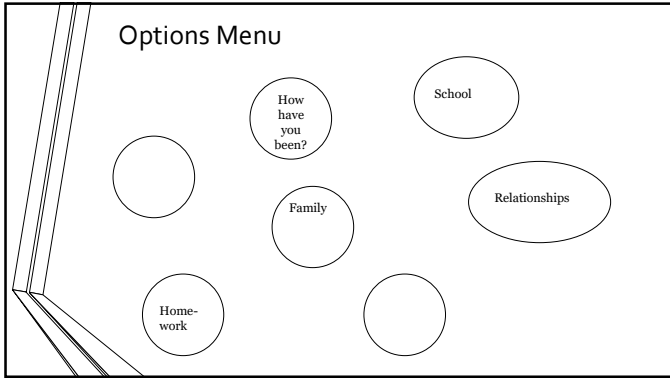 Options Menu
How
have
you
been?
School
Relationships
Family
Home-
work